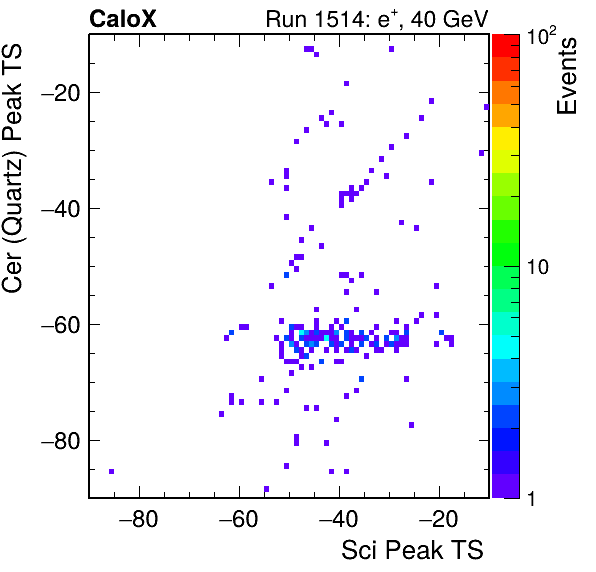 CaloX Run 1514: e⁺, 40 GeV
Cer (Quartz) Peak TS
−20
−40
−60
−80
−80 −60 −40 −20
Sci Peak TS
10²
10
1
Events